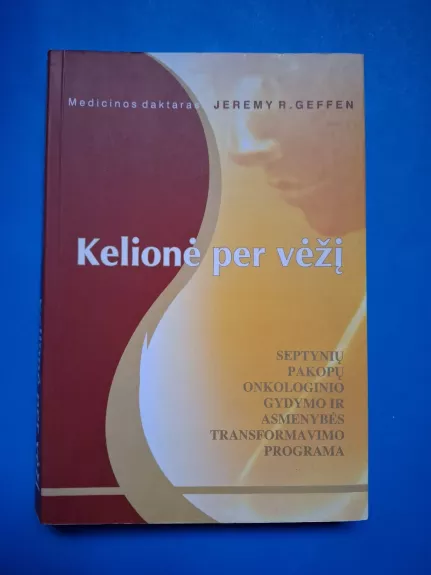 Medicinos daktaras JEREMY R. GEFFEN
Kelionė per vėžį
SEPTYNIŲ
PAKOPŲ
ONKOLOGINIO
GYDYMO IR
ASMENYBĖS
TRANSFORMAVIMO
PROGRAMA